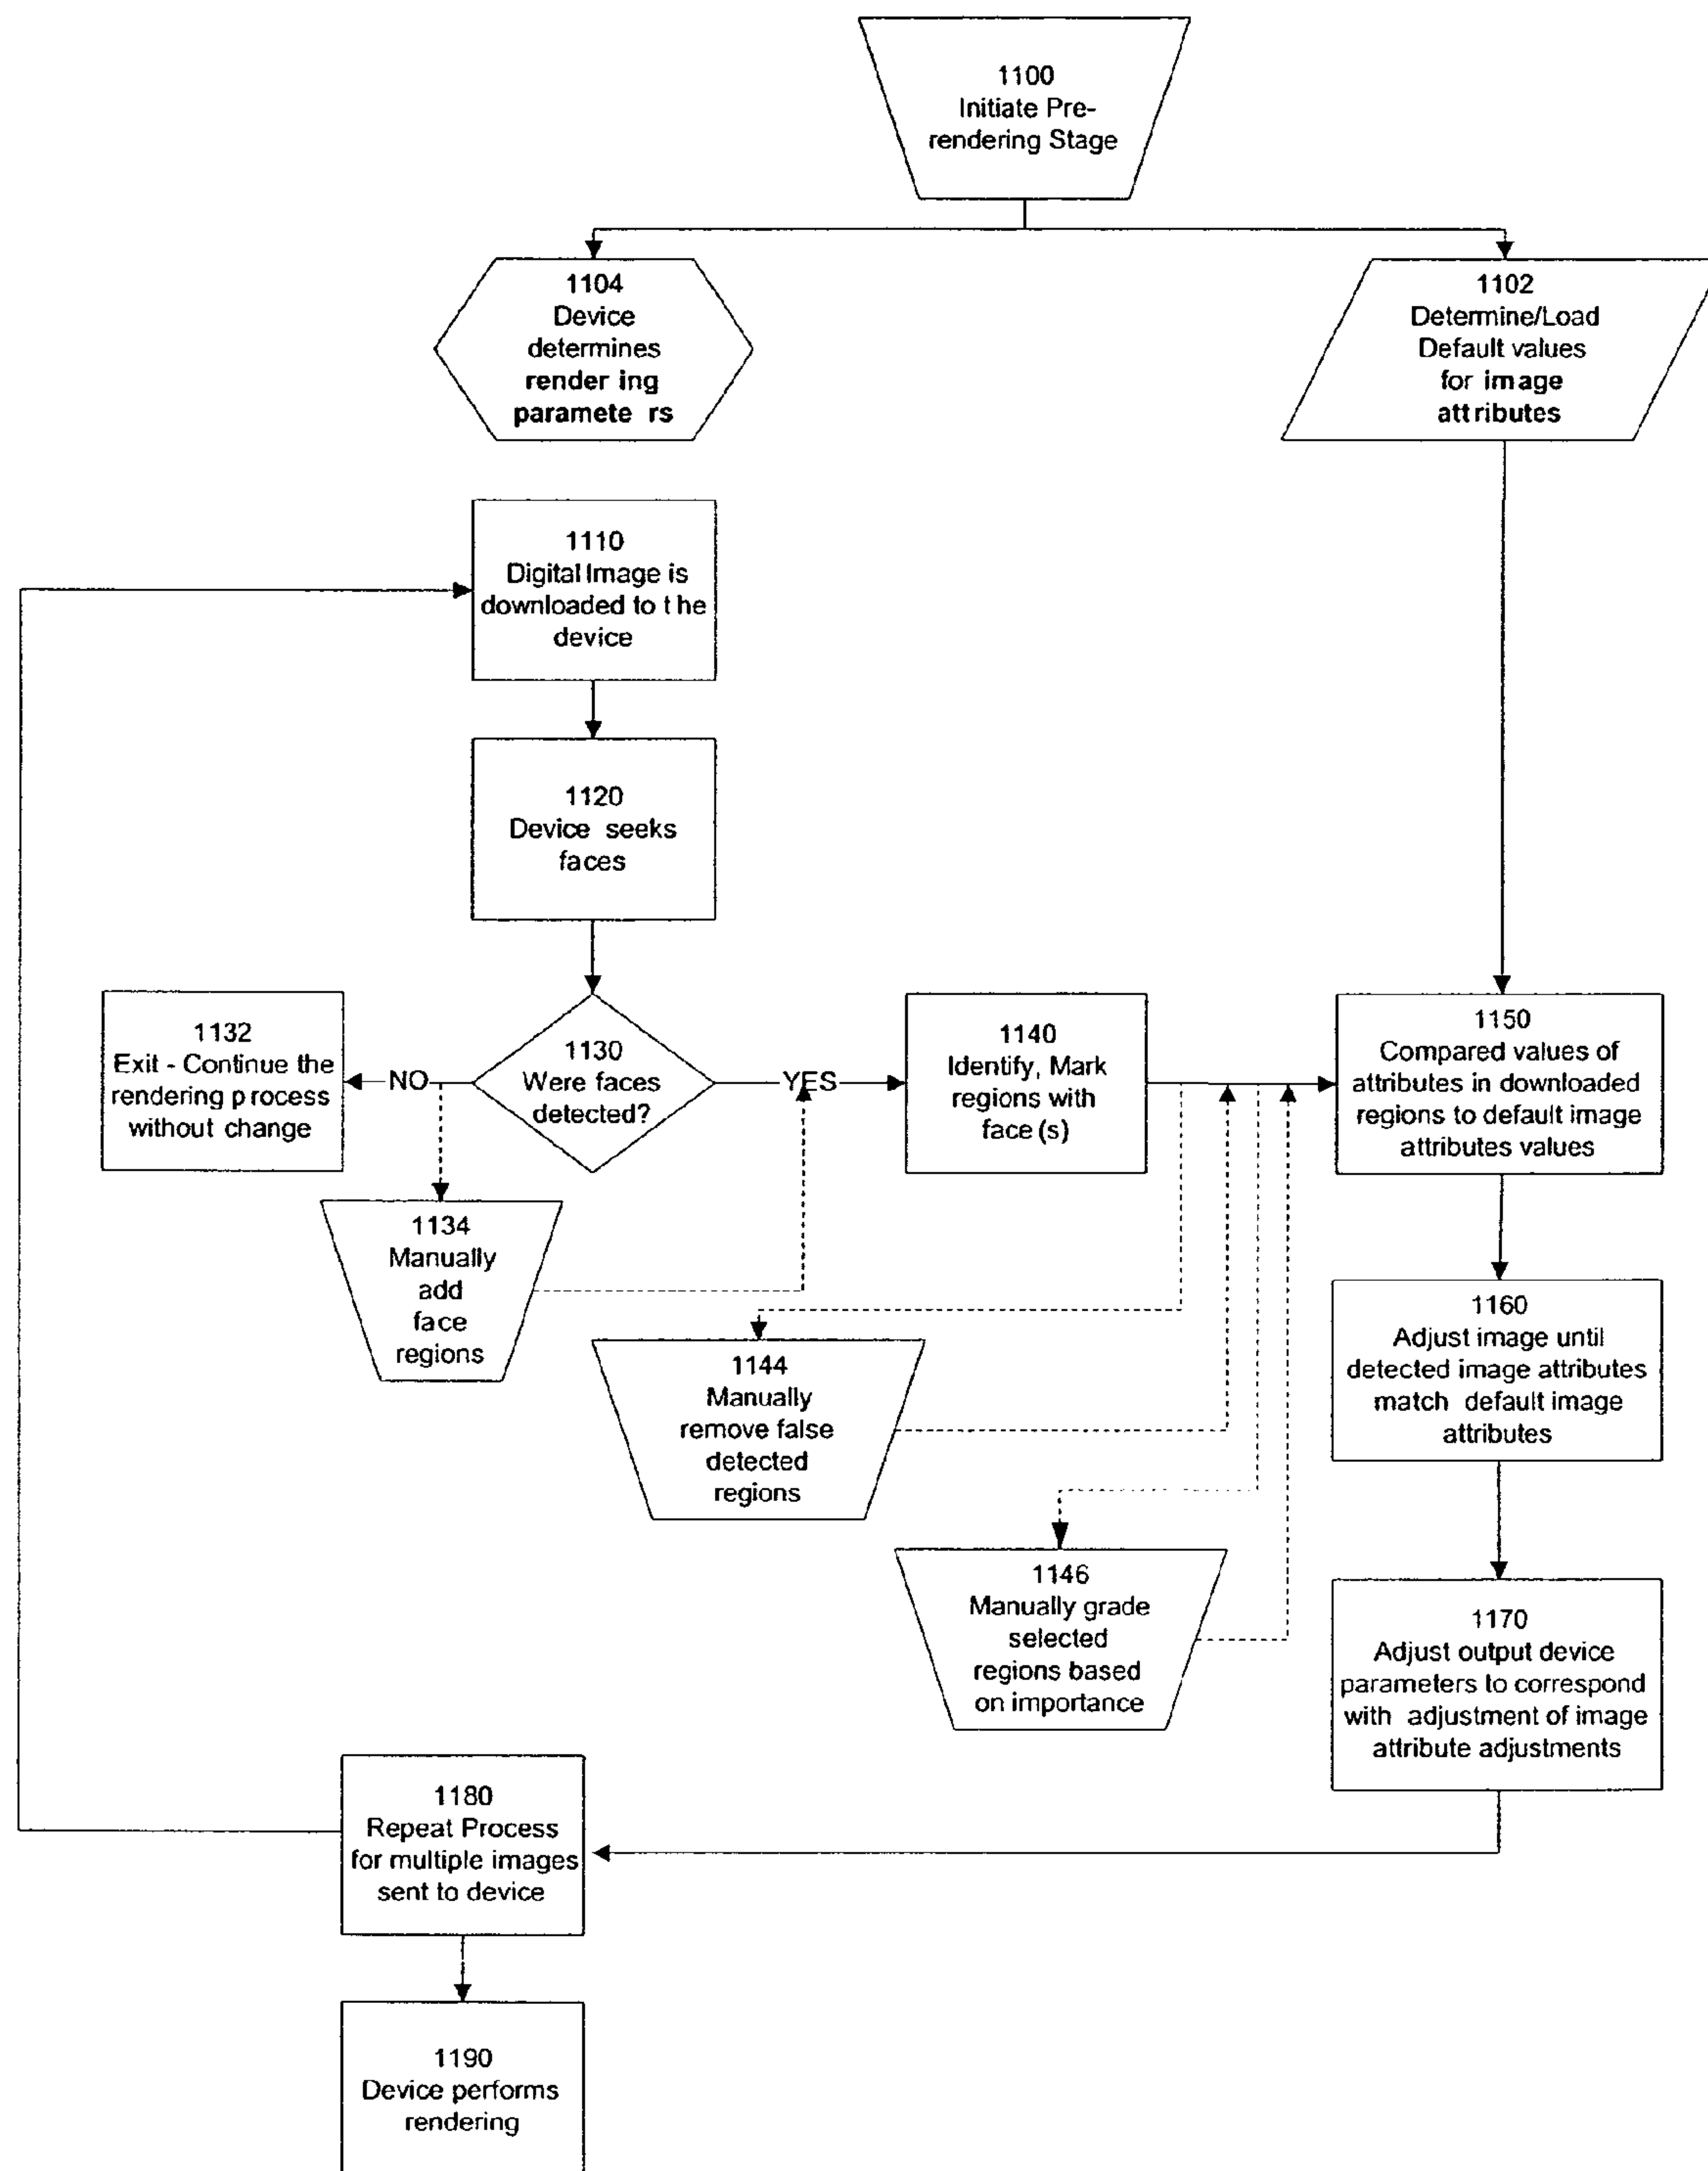 1100
Initiate Pre-
rendering Stage
1104
Device
determines
render ing
paramete rs
1102
Determine/Load
Default values
for image
attributes
1110
Digital Image is
downloaded to t he
device
1120
Device seeks
faces
1132
Exit - Continue the
rendering p rocess
without change
NO
1130
Were faces
detected?
YES
1140
Identify, Mark
regions with
face (s)
1150
Compared values of
attributes in downloaded
regions to default image
attributes values
1134
Manually
add
face
regions
1144
Manually
remove false
detected
regions
1160
Adjust image until
detected image attributes
match default image
attributes
1146
Manually grade
selected
regions based
on importance
1170
Adjust output device
parameters to correspond
with adjustment of image
attribute adjustments
1180
Repeat Process
for multiple images
sent to device
1190
Device performs
rendering